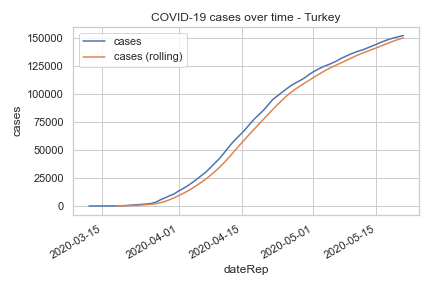 COVID-19 cases over time - Turkey
cases
cases (rolling)
150000
125000
100000
75000
50000
25000
0
cases
2020-03-15
2020-04-01
2020-04-15
2020-05-01
2020-05-15
dateRep